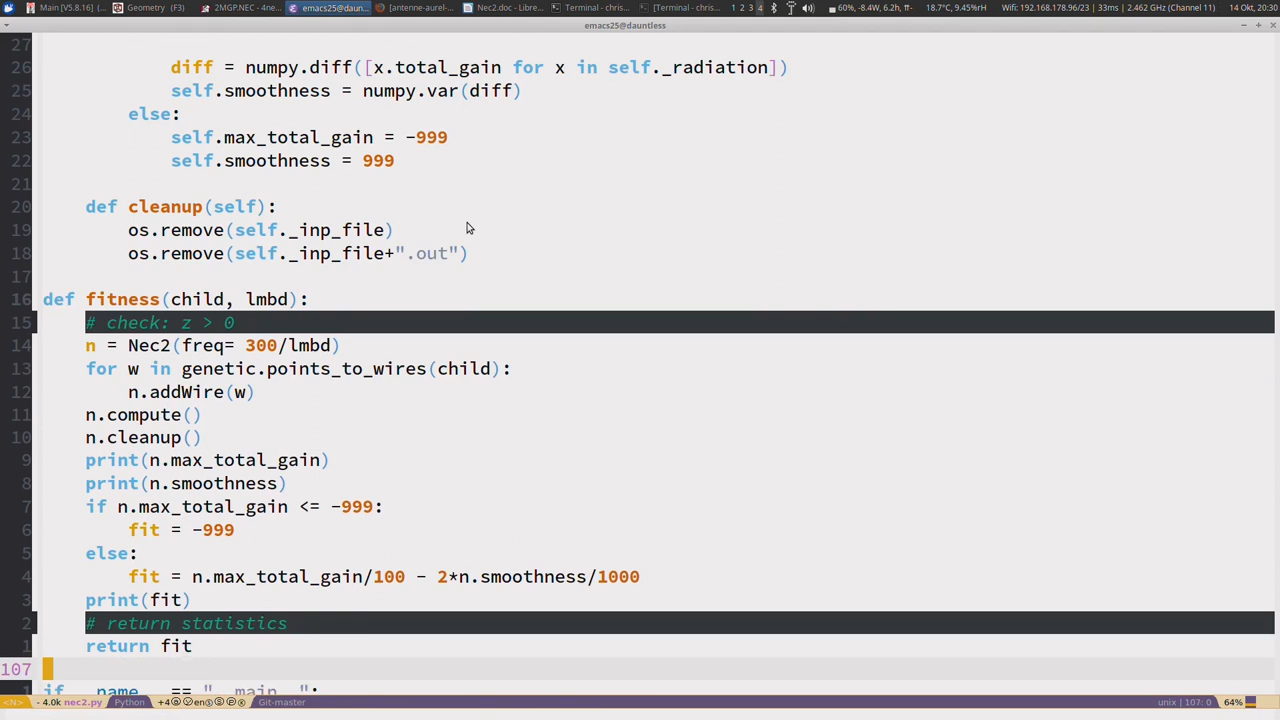 Main [V5.8.16] (... Geometry (F3) 2MGP.NEC - 4ne... emacs25@daun... [antenne-aurel-... Nec2.doc - Libre... Terminal - chris... [Terminal - chris... 1 2 3 4 60%, -8.4W, 6.2h, ff- 18.7°C, 9.45%rH Wifi: 192.168.178.96/23 | 33ms | 2.462 GHz (Channel 11) 14 Okt, 20:30
emacs25@dauntless
27
26 diff = numpy.diff([x.total_gain for x in self._radiation])
25 self.smoothness = numpy.var(diff)
24 else:
23 self.max_total_gain = -999
22 self.smoothness = 999
21
20 def cleanup(self):
19 os.remove(self._inp_file)
18 os.remove(self._inp_file+".out")
17
16 def fitness(child, lmbd):
15 # check: z > 0
14 n = Nec2(freq= 300/lmbd)
13 for w in genetic.points_to_wires(child):
12 n.addWire(w)
11 n.compute()
10 n.cleanup()
9 print(n.max_total_gain)
8 print(n.smoothness)
7 if n.max_total_gain <= -999:
6 fit = -999
5 else:
4 fit = n.max_total_gain/100 - 2*n.smoothness/1000
3 print(fit)
2 # return statistics
1 return fit
107
1 if __name__ == "__main__":
<N> - 4.0k nec2.py Python Git-master unix | 107: 0 64%